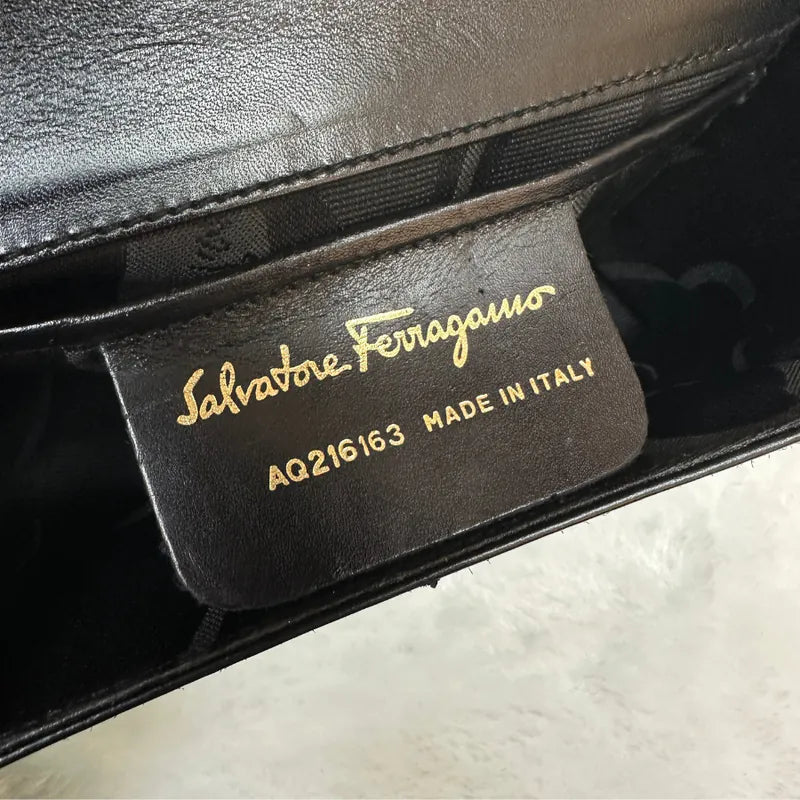 Salvatore Ferragamo
AQ216163 MADE IN ITALY